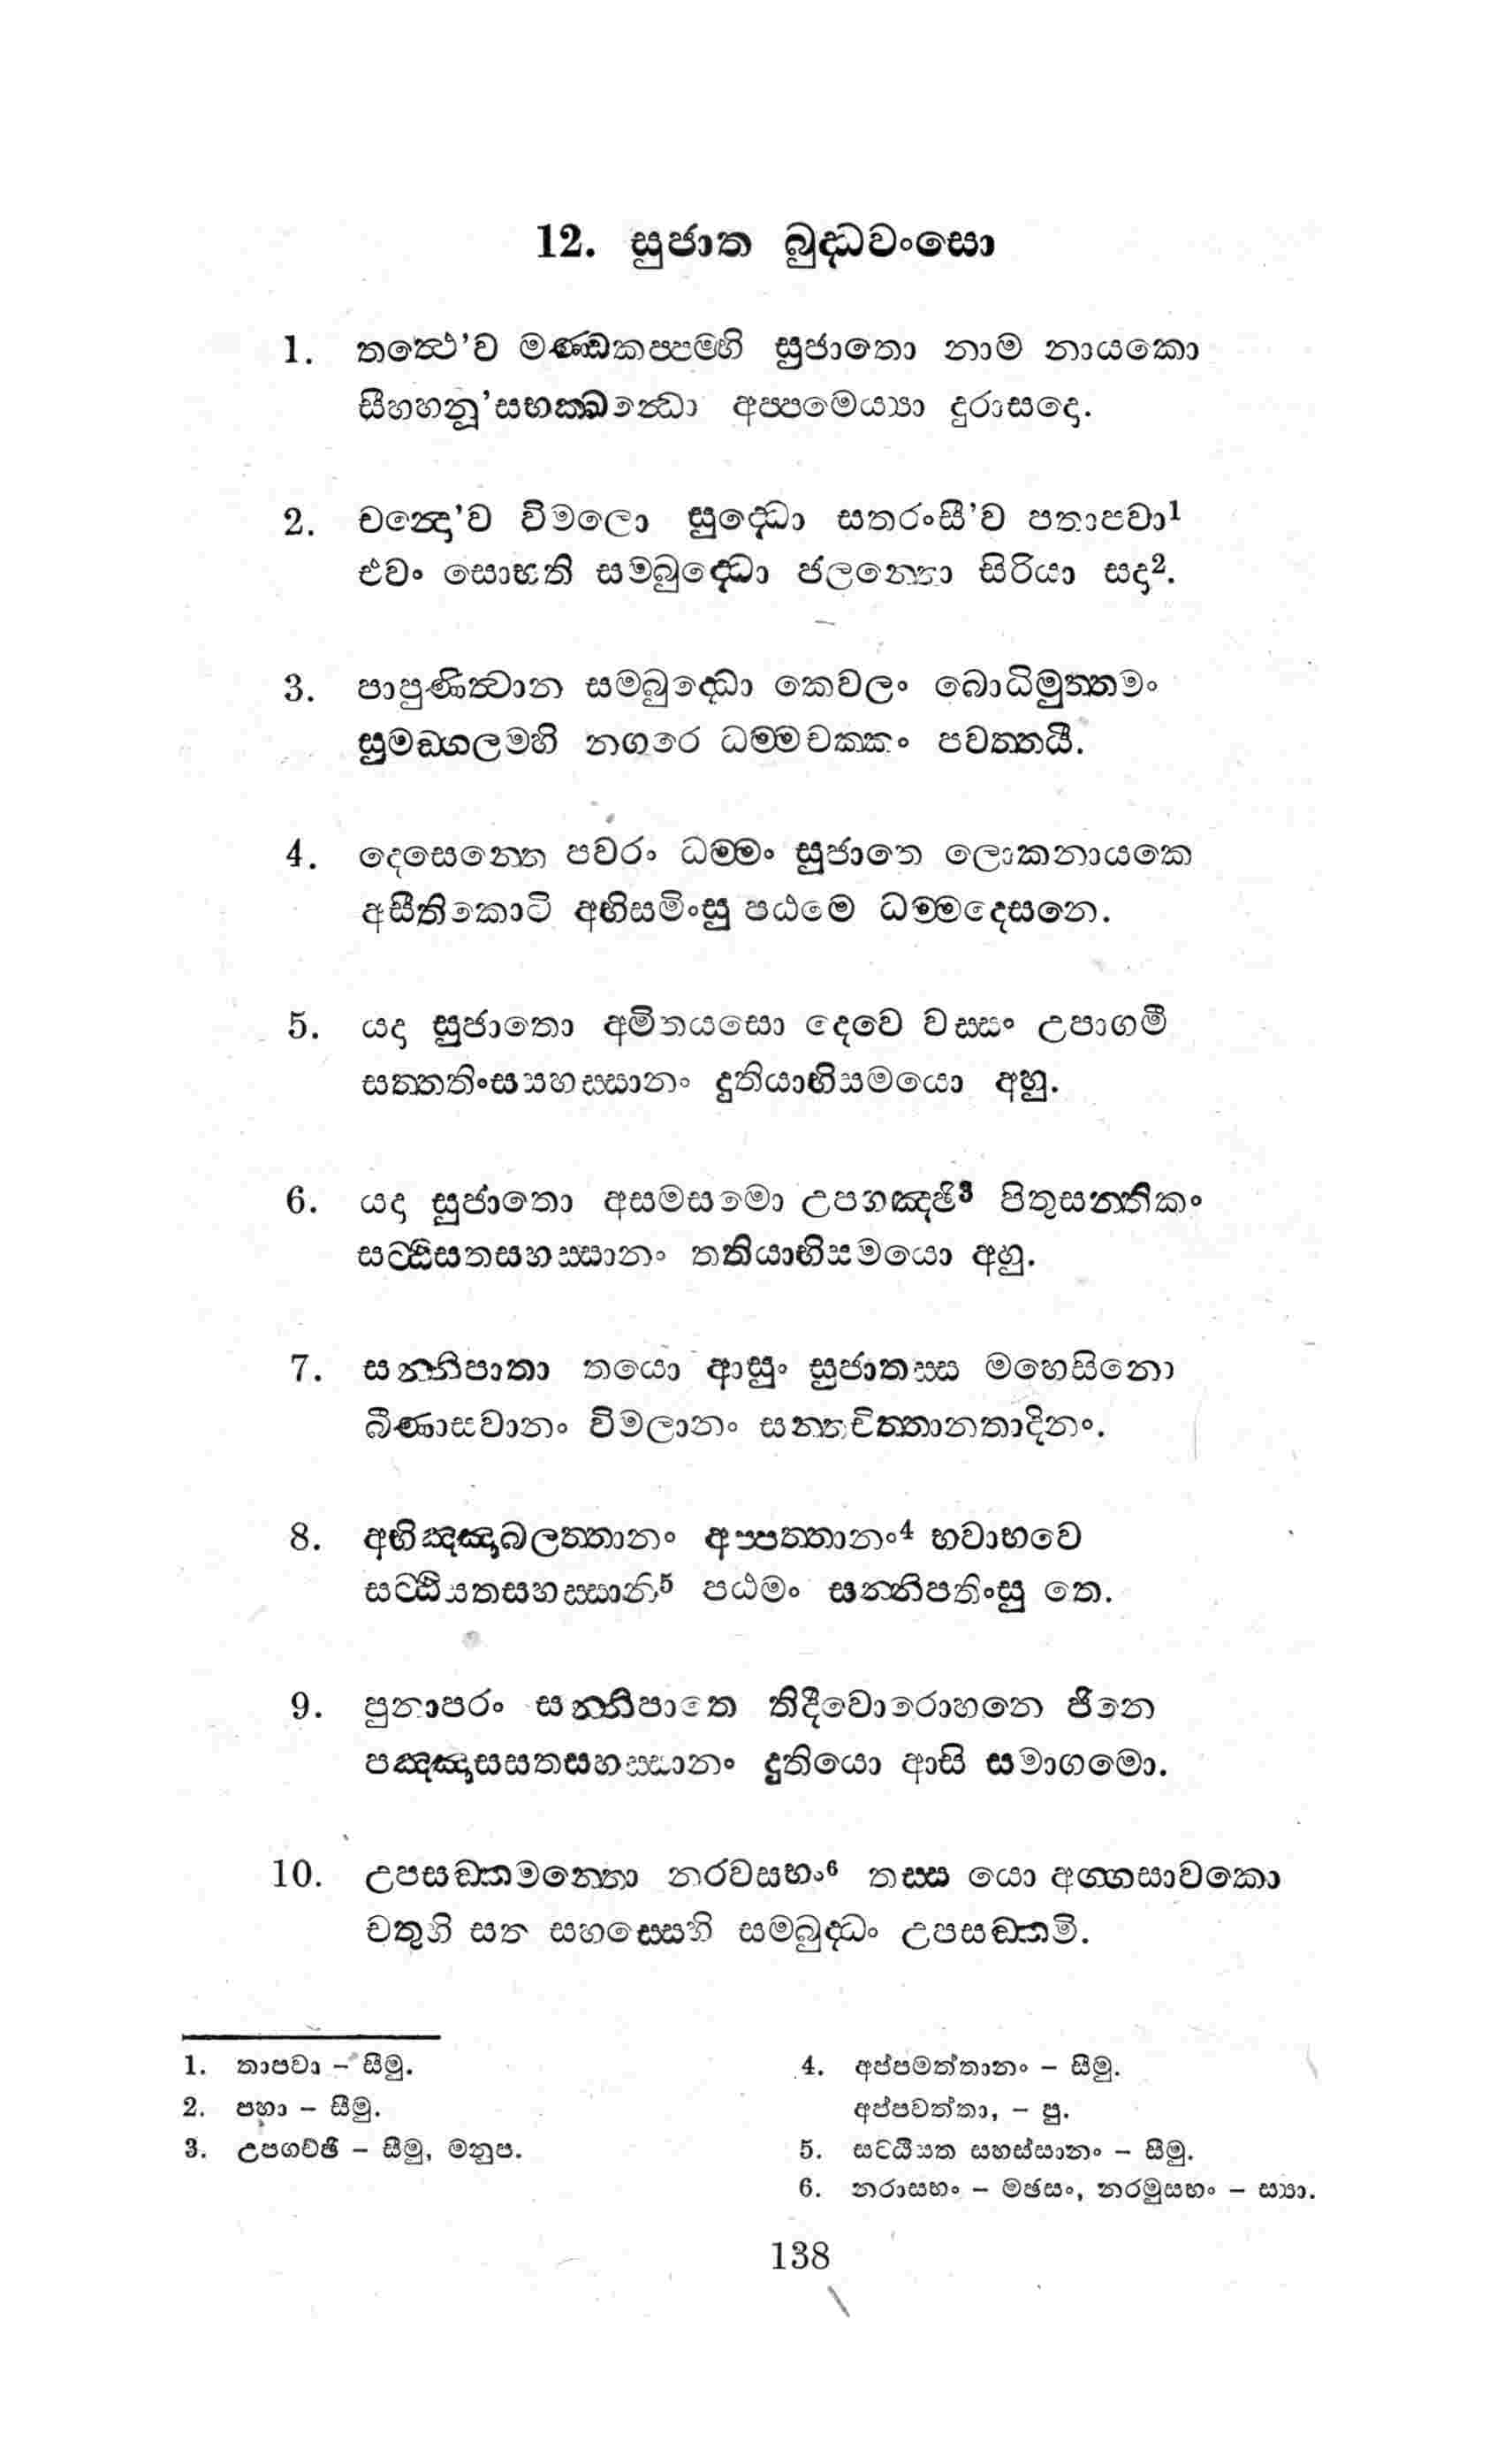 12. සුජාත බුද්ධවංසො
1. තත්ථෙ'ව මණ්ඩකප්පම්හි සුජාතො නාම නායකො
සීහහනූ'සභක්ඛන්ධො අප්පමෙය්‍යො දුරාසදො.
2. චන්දො'ව විමලො සුද්ධො සතරංසී'ව පතාපවා1
එවං සොභති සම්බුද්ධො ජලන්තො සිරියා සදා2.
3. පාපුණිත්වාන සම්බුද්ධො කෙවලං බොධිමුත්තමං
සුමඞ්ගලම්හි නගරෙ ධම්මචක්කං පවත්තයී.
4. දෙසෙන්තෙ පවරං ධම්මං සුජාතෙ ලොකනායකෙ
අසීතිකොටි අභිසමිංසු පඨමෙ ධම්මදෙසනෙ.
5. යදා සුජාතො අමිතයසො දෙවෙ වස්සං උපාගමී
සත්තතිංසසහස්සානං දුතියාභිසමයො අහු.
6. යදා සුජාතො අසමසමො උපගඤ්ඡි3 පිතුසන්තිකං
සට්ඨිසතසහස්සානං තතියාභිසමයො අහු.
7. සන්නිපාතා තයො ආසුං සුජාතස්ස මහෙසිනො
ඛීණාසවානං විමලානං සන්තචිත්තානතාදිනං.
8. අභිඤ්ඤාබලත්තානං අප්පත්තානං4 භවාභවෙ
සට්ඨිසතසහස්සානි5 පඨමං සන්නිපතිංසු තෙ.
9. පුනාපරං සන්නිපාතෙ තිදිවොරොහනෙ ජිනෙ
පඤ්ඤාසසතසහස්සානං දුතියො ආසි සමාගමො.
10. උපසඞ්කමන්තො නරවසභං6 තස්ස යො අග්ගසාවකො
චතුහි සත සහස්සෙහි සම්බුද්ධං උපසඞ්කමි.
1. තාපවා – සීමු.
2. පභා – සීමු.
3. උපගච්ඡි – සීමු, මනුප.
4. අප්පමත්තානං – සීමු.
අප්පවත්තා, – පු.
5. සට්ඨිසත සහස්සානං – සීමු.
6. නරාසභං – මඡසං, නරමුසභං – ස්‍යා.
138